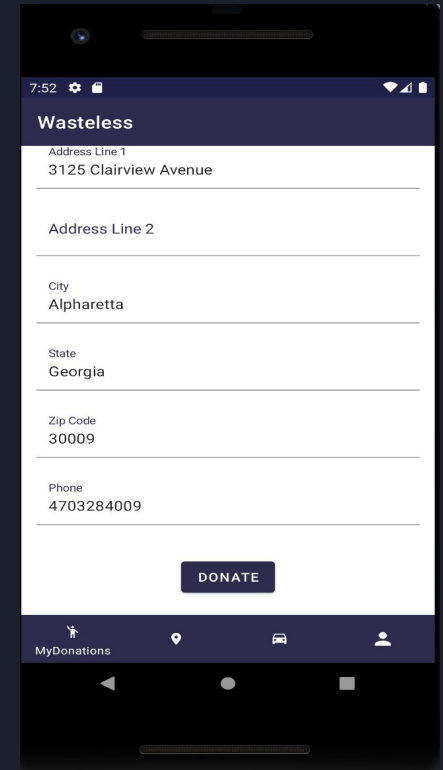 7:52
Wasteless
Address Line 1
3125 Clairview Avenue
Address Line 2
City
Alpharetta
State
Georgia
Zip Code
30009
Phone
4703284009
DONATE
MyDonations